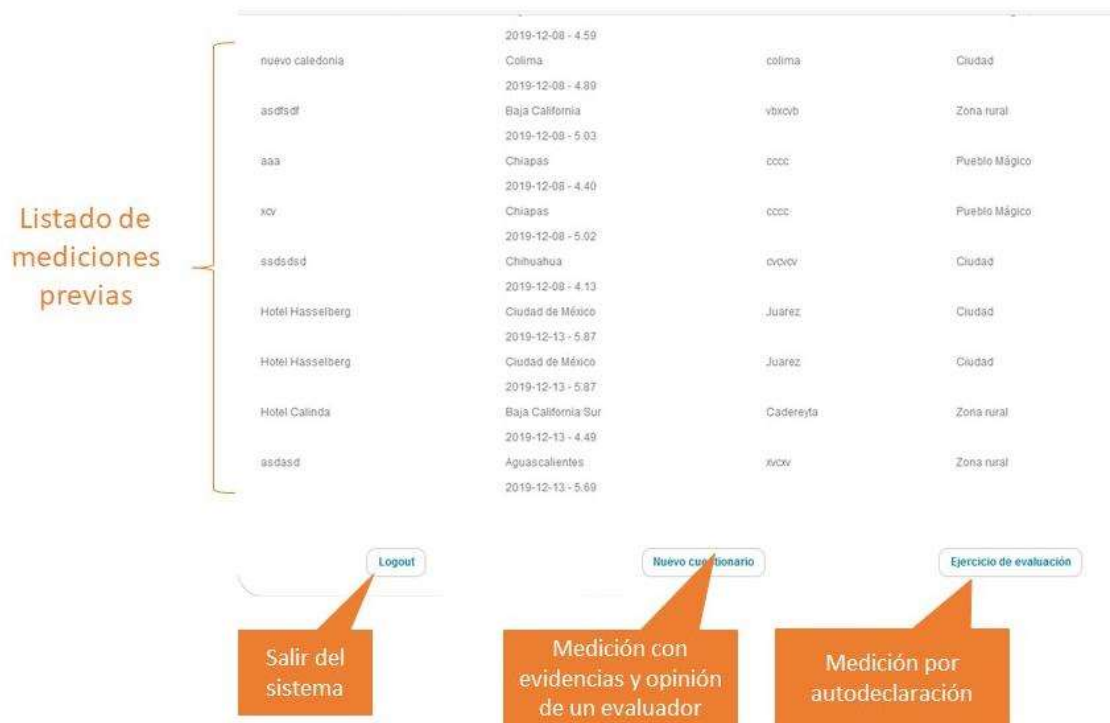 2019-12-08 - 4.59
nuevo caledonia Colima colima Ciudad
2019-12-08 - 4.89
asdfsdf Baja California vbxcvb Zona rural
2019-12-08 - 5.03
aaa Chiapas cccc Pueblo Mágico
2019-12-08 - 4.40
xcv Chiapas cccc Pueblo Mágico
2019-12-08 - 5.02
ssdsdsd Chihuahua cvcvcv Ciudad
2019-12-08 - 4.13
Hotel Hasselberg Ciudad de México Juarez Ciudad
2019-12-13 - 5.87
Hotel Hasselberg Ciudad de México Juarez Ciudad
2019-12-13 - 5.87
Hotel Calinda Baja California Sur Cadereyta Zona rural
2019-12-13 - 4.49
asdasd Aguascalientes xvcxv Zona rural
2019-12-13 - 5.69
Listado de
mediciones
previas
Logout
Nuevo cuestionario
Ejercicio de evaluación
Salir del
sistema
Medición con
evidencias y opinión
de un evaluador
Medición por
autodeclaración